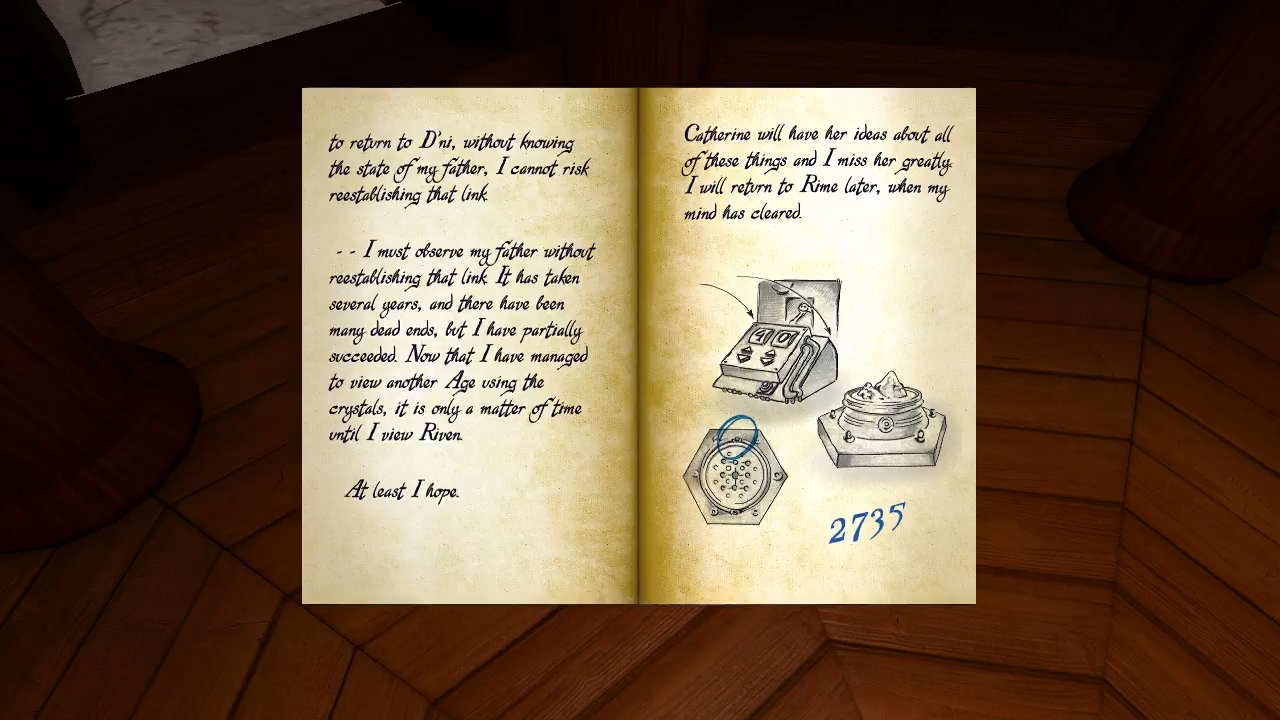 to return to D'ni, without knowing
the state of my father, I cannot risk
reestablishing that link.
- - I must observe my father without
reestablishing that link. It has taken
several years, and there have been
many dead ends, but I have partially
succeeded. Now that I have managed
to view another Age using the
crystals, it is only a matter of time
until I view Riven.
At least I hope.
Catherine will have her ideas about all
of these things and I miss her greatly.
I will return to Rime later, when my
mind has cleared.
40
2735